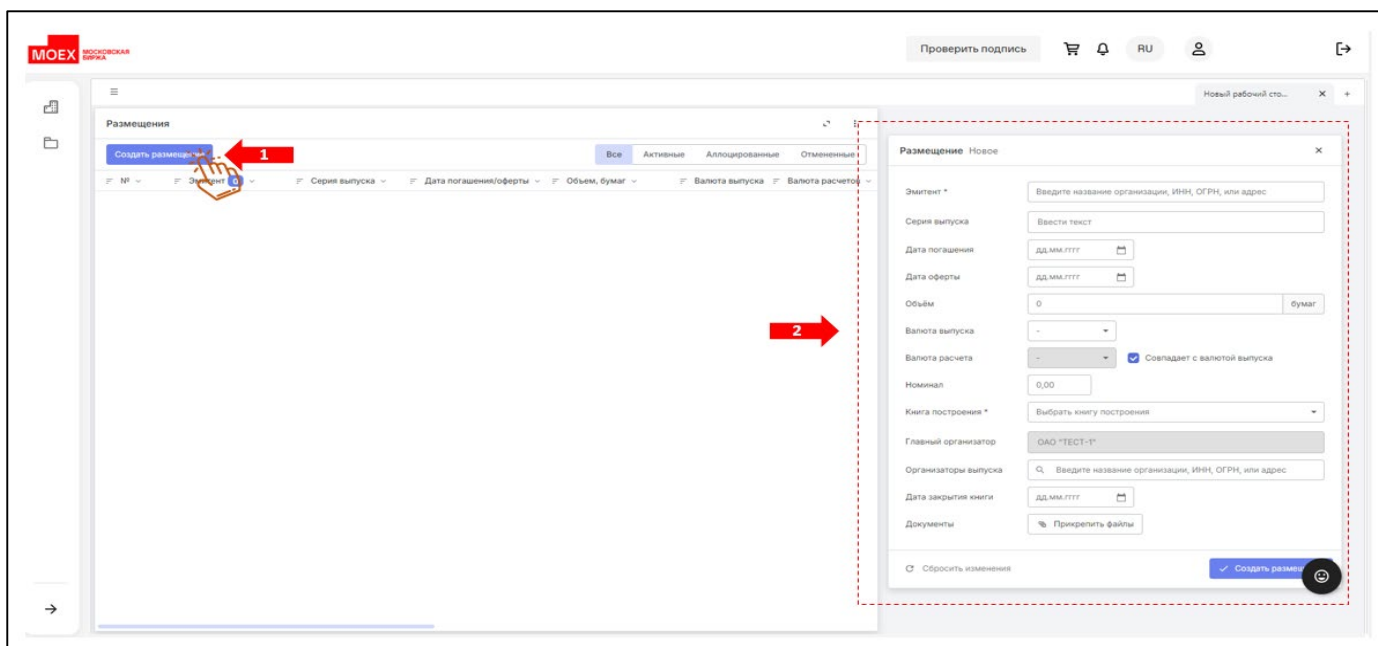 MOEX МОСКОВСКАЯ БИРЖА
Проверить подпись RU
Новый рабочий сто...
Размещения
Создать 1
Все Активные Аллоцированные Отмененные
№ Эмитент 0 Серия выпуска Дата погашения/оферты Объем, бумаг Валюта выпуска Валюта расчетов
2
Размещение Новое
Эмитент * Введите название организации, ИНН, ОГРН, или адрес
Серия выпуска Ввести текст
Дата погашения дд.мм.гггг
Дата оферты дд.мм.гггг
Объём 0 бумаг
Валюта выпуска -
Валюта расчета - Совпадает с валютой выпуска
Номинал 0,00
Книга построения * Выбрать книгу построения
Главный организатор ОАО "ТЕСТ-1"
Организаторы выпуска Введите название организации, ИНН, ОГРН, или адрес
Дата закрытия книги дд.мм.гггг
Документы Прикрепить файлы
Сбросить изменения Создать